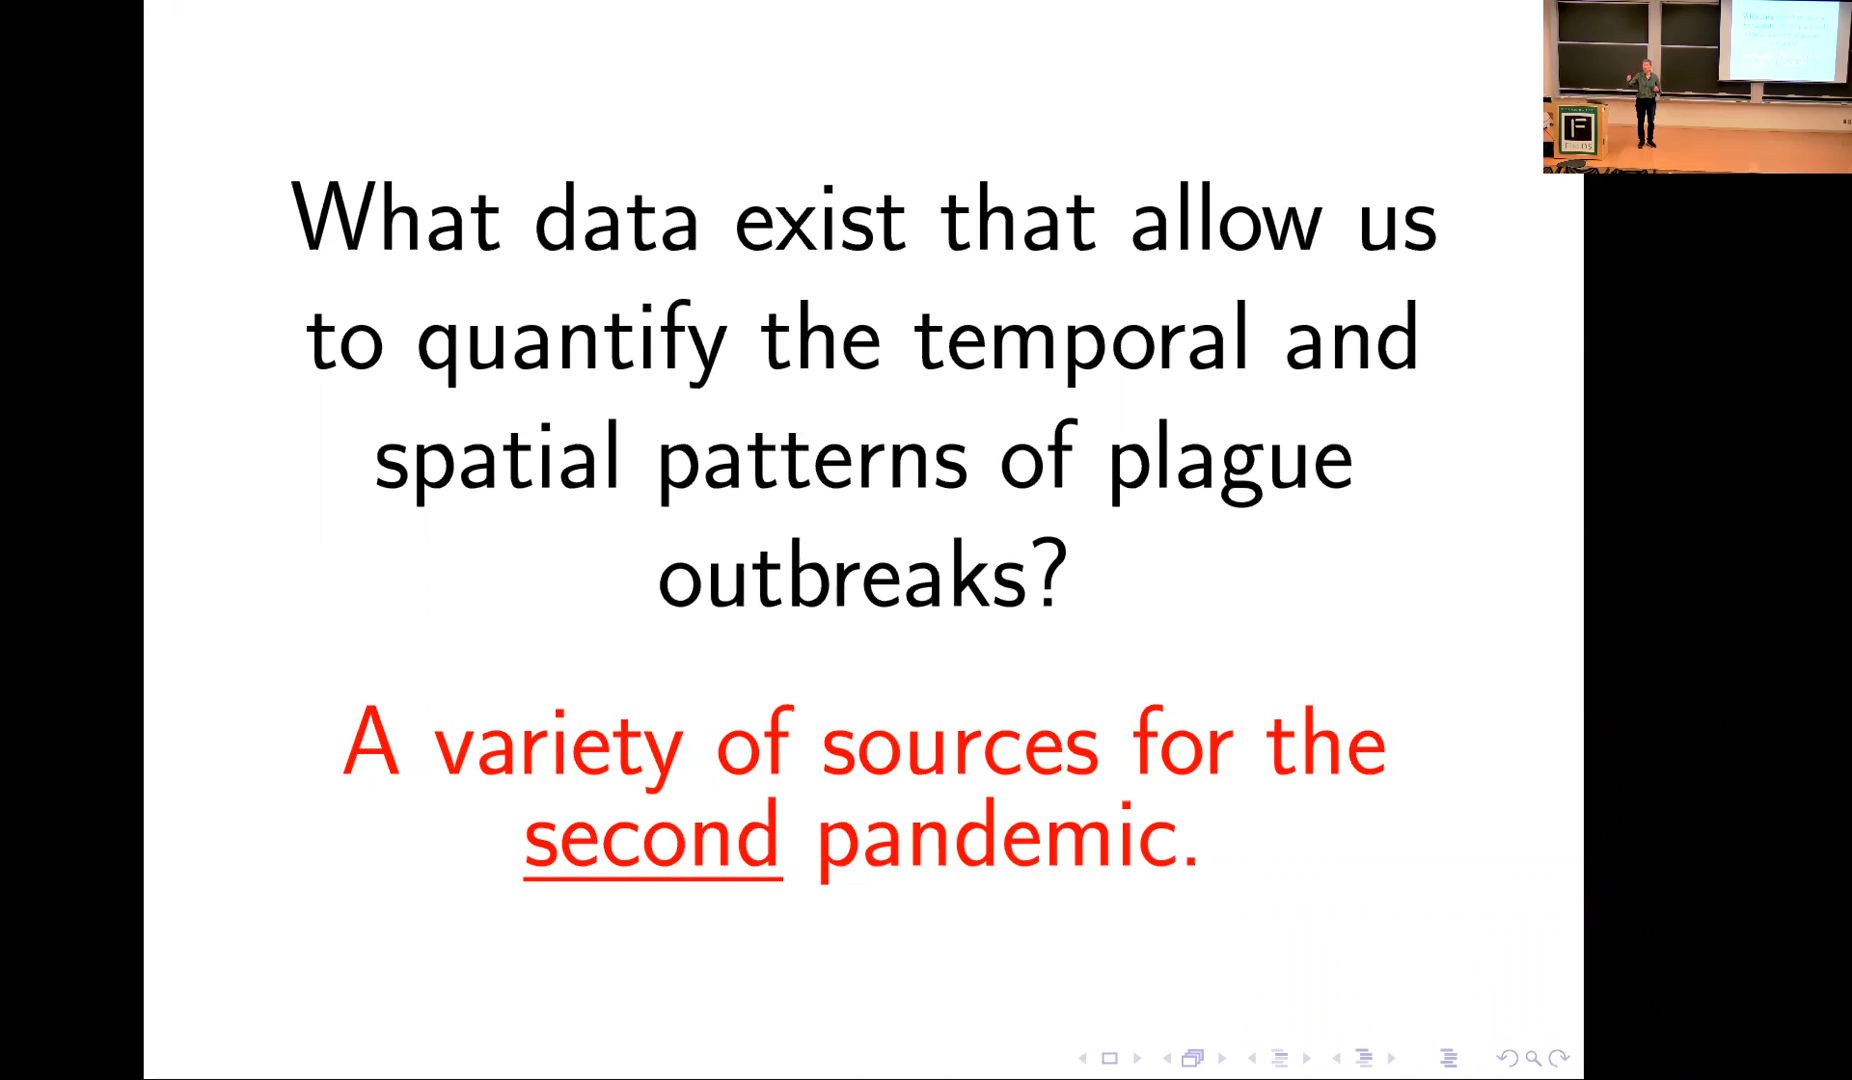 What data exist that allow us
to quantify the temporal and
spatial patterns of plague
outbreaks?
A variety of sources for the
second pandemic.
F
FIELDS